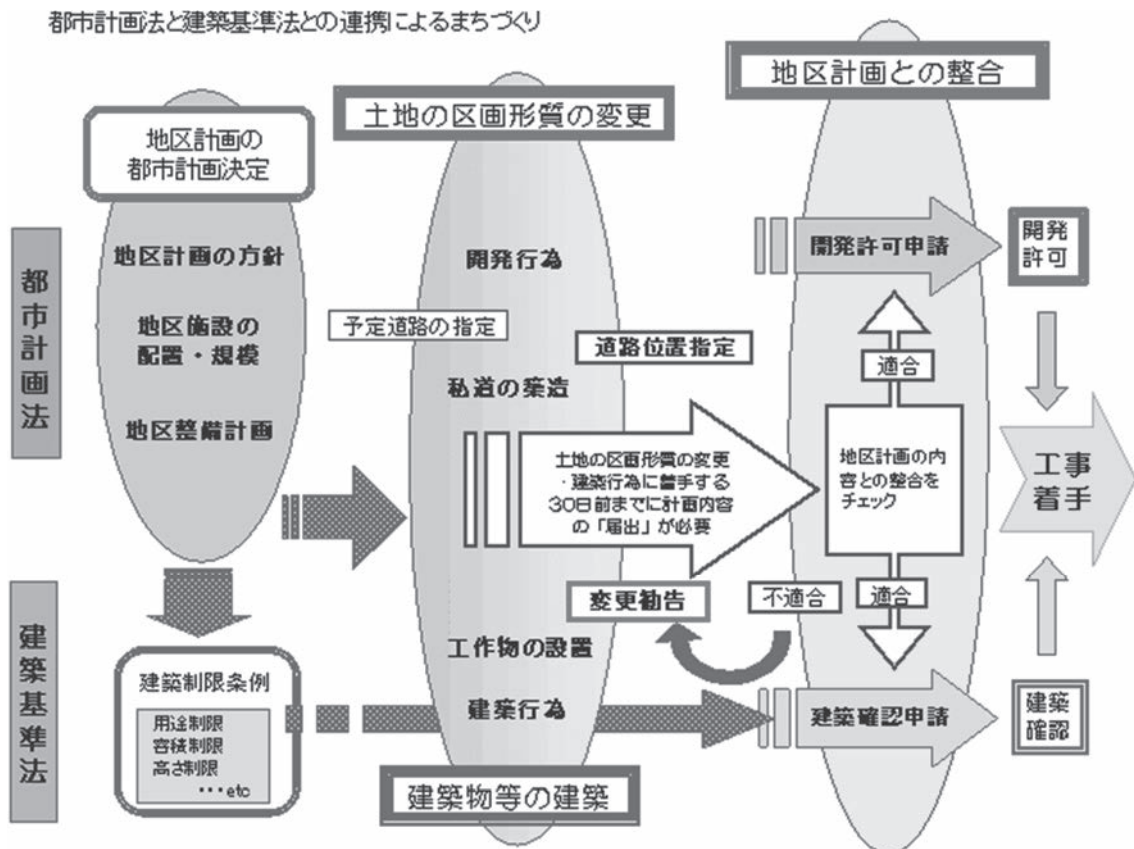 都市計画法と建築基準法との連携によるまちづくり
地区計画の
都市計画決定
土地の区画形質の変更
地区計画との整合
都市計画法
地区計画の方針
地区施設の
配置・規模
地区整備計画
開発行為
予定道路の指定
道路位置指定
私道の築造
土地の区画形質の変更
・建築行為に着手する
30日前までに計画内容
の「届出」が必要
開発許可申請
開発
許可
適合
地区計画の内
容との整合を
チェック
工事
着手
変更勧告
不適合
適合
建築基準法
建築制限条例
用途制限
容積制限
高さ制限
・・・etc
工作物の設置
建築行為
建築確認申請
建築
確認
建築物等の建築